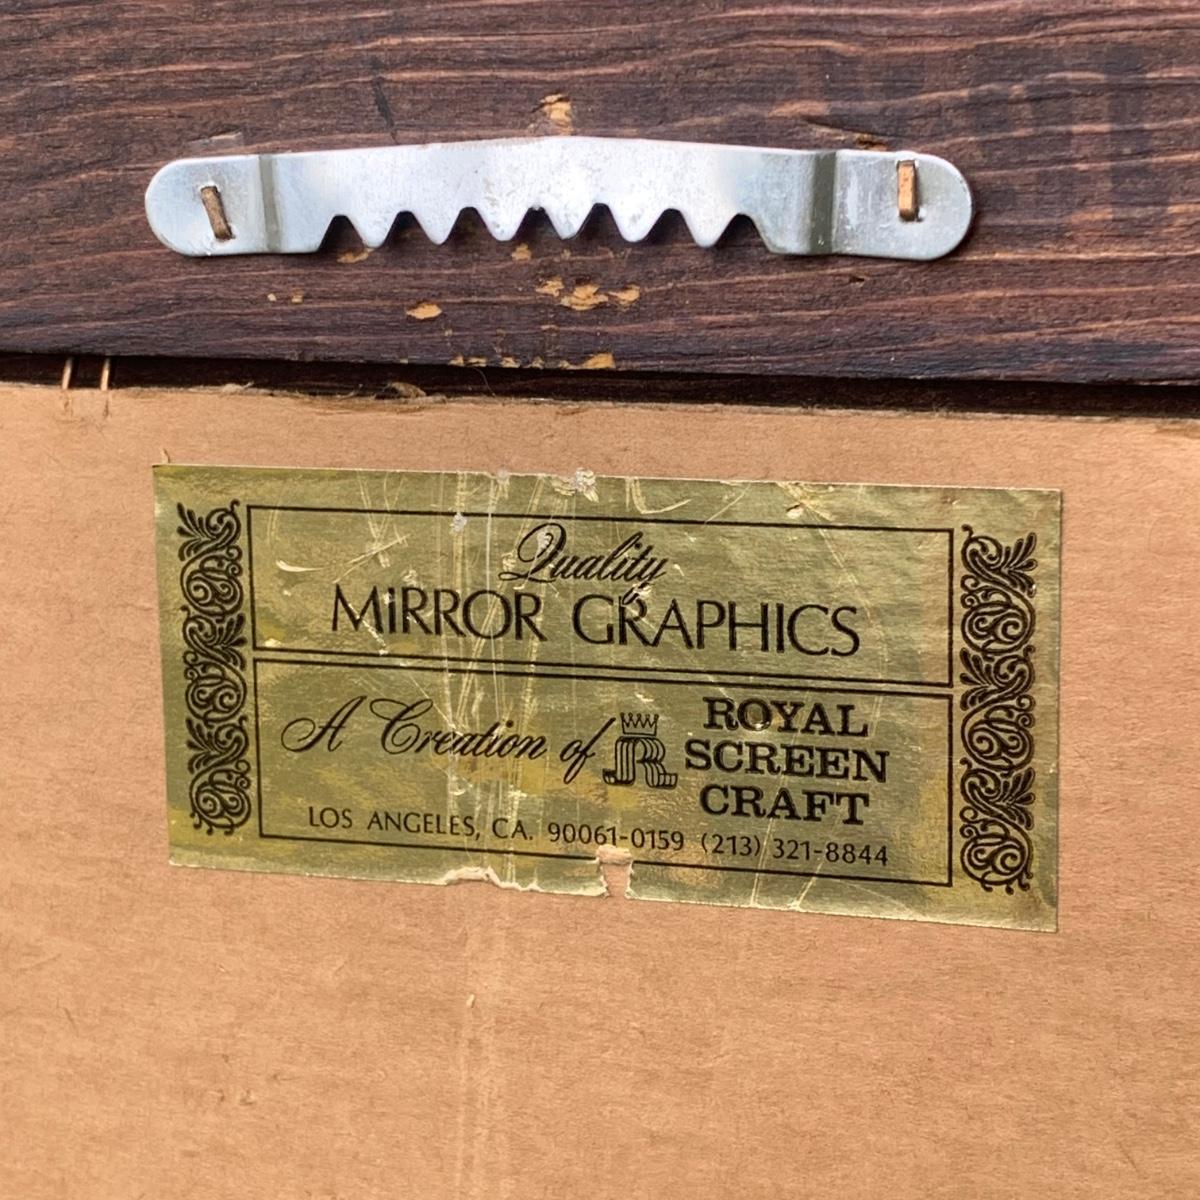 Quality
MiRROR GRAPHICS
A Creation of R ROYAL
SCREEN
CRAFT
LOS ANGELES, CA. 90061-0159 (213) 321-8844